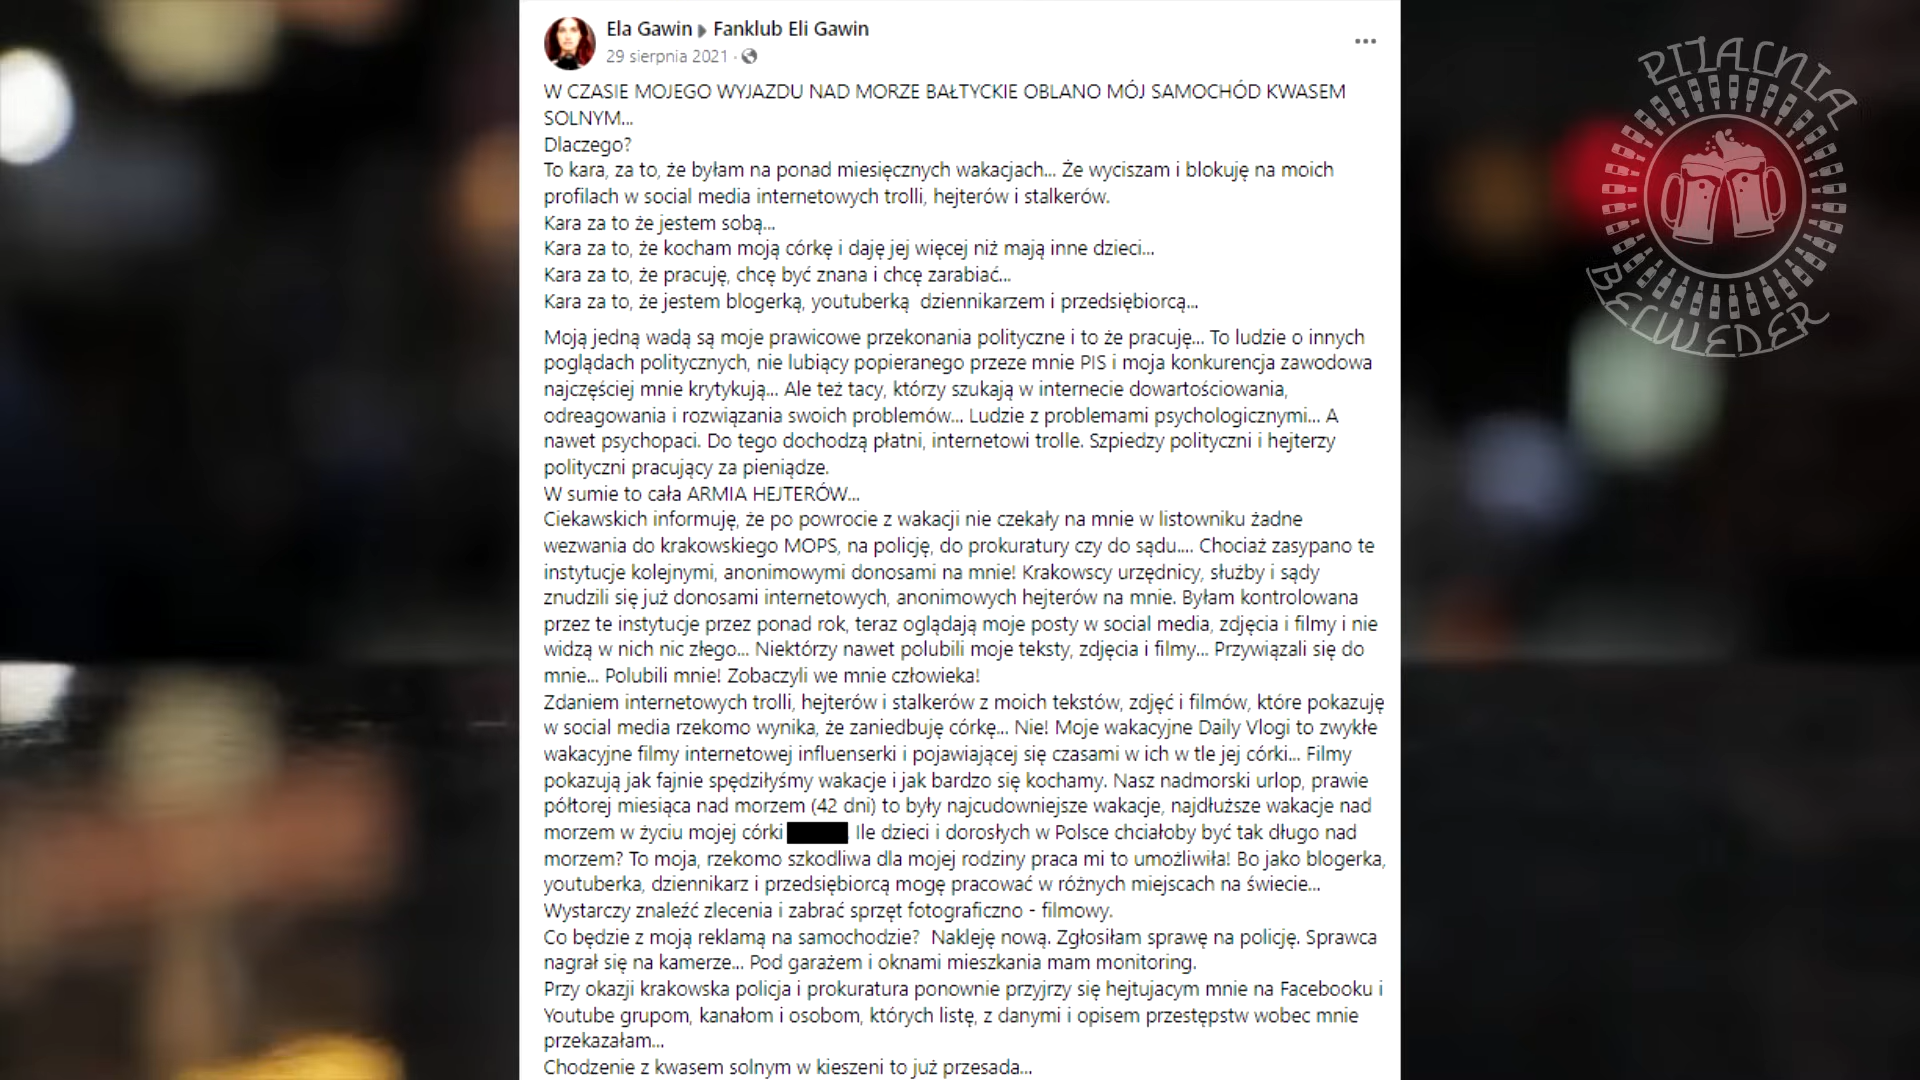 Ela Gawin Fanklub Eli Gawin
29 sierpnia 2021 ·
W CZASIE MOJEGO WYJAZDU NAD MORZE BAŁTYCKIE OBLANO MÓJ SAMOCHÓD KWASEM
SOLNYM...
Dlaczego?
To kara, za to, że byłam na ponad miesięcznych wakacjach... Że wyciszam i blokuję na moich
profilach w social media internetowych trolli, hejterów i stalkerów.
Kara za to że jestem sobą...
Kara za to, że kocham moją córkę i daję jej więcej niż mają inne dzieci...
Kara za to, że pracuję, chcę być znana i chcę zarabiać...
Kara za to, że jestem blogerką, youtuberką  dziennikarzem i przedsiębiorcą...
Moją jedną wadą są moje prawicowe przekonania polityczne i to że pracuję... To ludzie o innych
poglądach politycznych, nie lubiący popieranego przeze mnie PIS i moja konkurencja zawodowa
najczęściej mnie krytykują... Ale też tacy, którzy szukają w internecie dowartościowania,
odreagowania i rozwiązania swoich problemów... Ludzie z problemami psychologicznymi... A
nawet psychopaci. Do tego dochodzą płatni, internetowi trolle. Szpiedzy polityczni i hejterzy
polityczni pracujący za pieniądze.
W sumie to cała ARMIA HEJTERÓW...
Ciekawskich informuję, że po powrocie z wakacji nie czekały na mnie w listowniku żadne
wezwania do krakowskiego MOPS, na policję, do prokuratury czy do sądu.... Chociaż zasypano te
instytucje kolejnymi, anonimowymi donosami na mnie! Krakowscy urzędnicy, służby i sądy
znudzili się już donosami internetowych, anonimowych hejterów na mnie. Byłam kontrolowana
przez te instytucje przez ponad rok, teraz oglądają moje posty w social media, zdjęcia i filmy i nie
widzą w nich nic złego... Niektórzy nawet polubili moje teksty, zdjęcia i filmy... Przywiązali się do
mnie... Polubili mnie! Zobaczyli we mnie człowieka!
Zdaniem internetowych trolli, hejterów i stalkerów z moich tekstów, zdjęć i filmów, które pokazuję
w social media rzekomo wynika, że zaniedbuję córkę... Nie! Moje wakacyjne Daily Vlogi to zwykłe
wakacyjne filmy internetowej influenserki i pojawiającej się czasami w ich w tle jej córki... Filmy
pokazują jak fajnie spędziłyśmy wakacje i jak bardzo się kochamy. Nasz nadmorski urlop, prawie
półtorej miesiąca nad morzem (42 dni) to były najcudowniejsze wakacje, najdłuższe wakacje nad
morzem w życiu mojej córki . Ile dzieci i dorosłych w Polsce chciałoby być tak długo nad
morzem? To moja, rzekomo szkodliwa dla mojej rodziny praca mi to umożliwiła! Bo jako blogerka,
youtuberka, dziennikarz i przedsiębiorcą mogę pracować w różnych miejscach na świecie...
Wystarczy znaleźć zlecenia i zabrać sprzęt fotograficzno - filmowy.
Co będzie z moją reklamą na samochodzie?  Nakleję nową. Zgłosiłam sprawę na policję. Sprawca
nagrał się na kamerze... Pod garażem i oknami mieszkania mam monitoring.
Przy okazji krakowska policja i prokuratura ponownie przyjrzy się hejtujacym mnie na Facebooku i
Youtube grupom, kanałom i osobom, których listę, z danymi i opisem przestępstw wobec mnie
przekazałam...
Chodzenie z kwasem solnym w kieszeni to już przesada...
PIJALNIA
BELWEDER